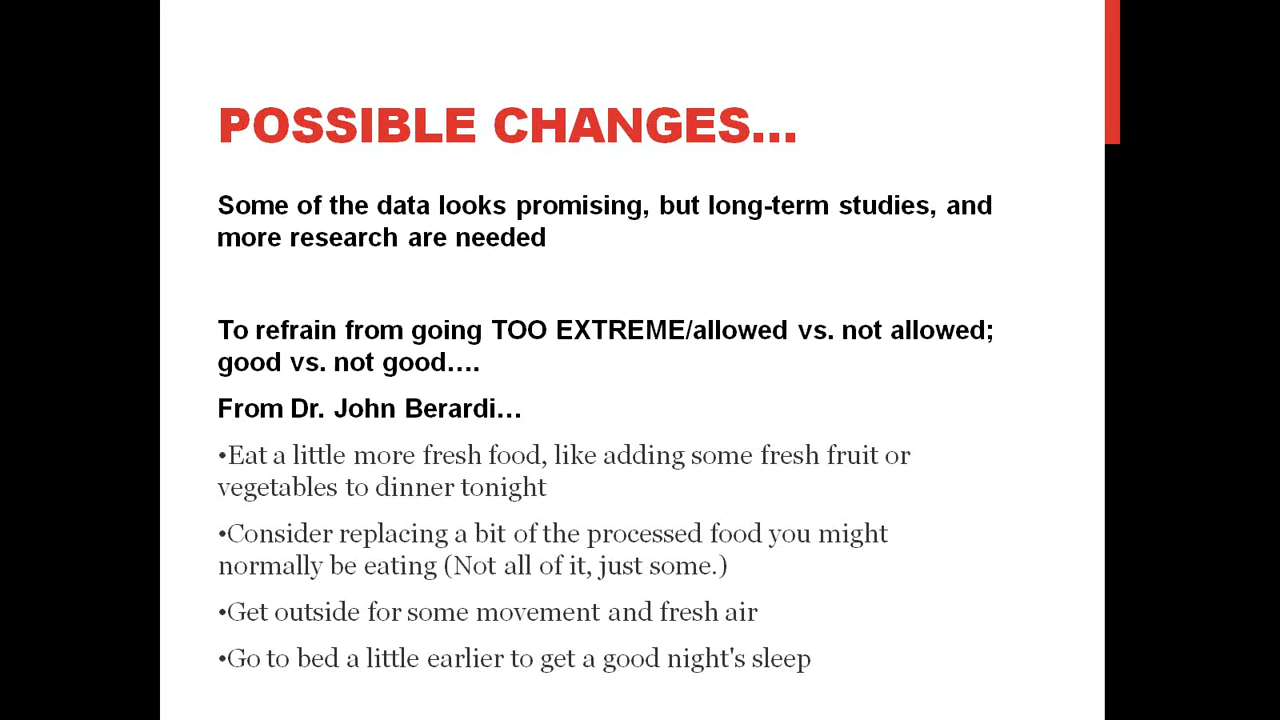 POSSIBLE CHANGES...
Some of the data looks promising, but long-term studies, and
more research are needed
To refrain from going TOO EXTREME/allowed vs. not allowed;
good vs. not good….
From Dr. John Berardi…
•Eat a little more fresh food, like adding some fresh fruit or
vegetables to dinner tonight
•Consider replacing a bit of the processed food you might
normally be eating (Not all of it, just some.)
•Get outside for some movement and fresh air
•Go to bed a little earlier to get a good night's sleep